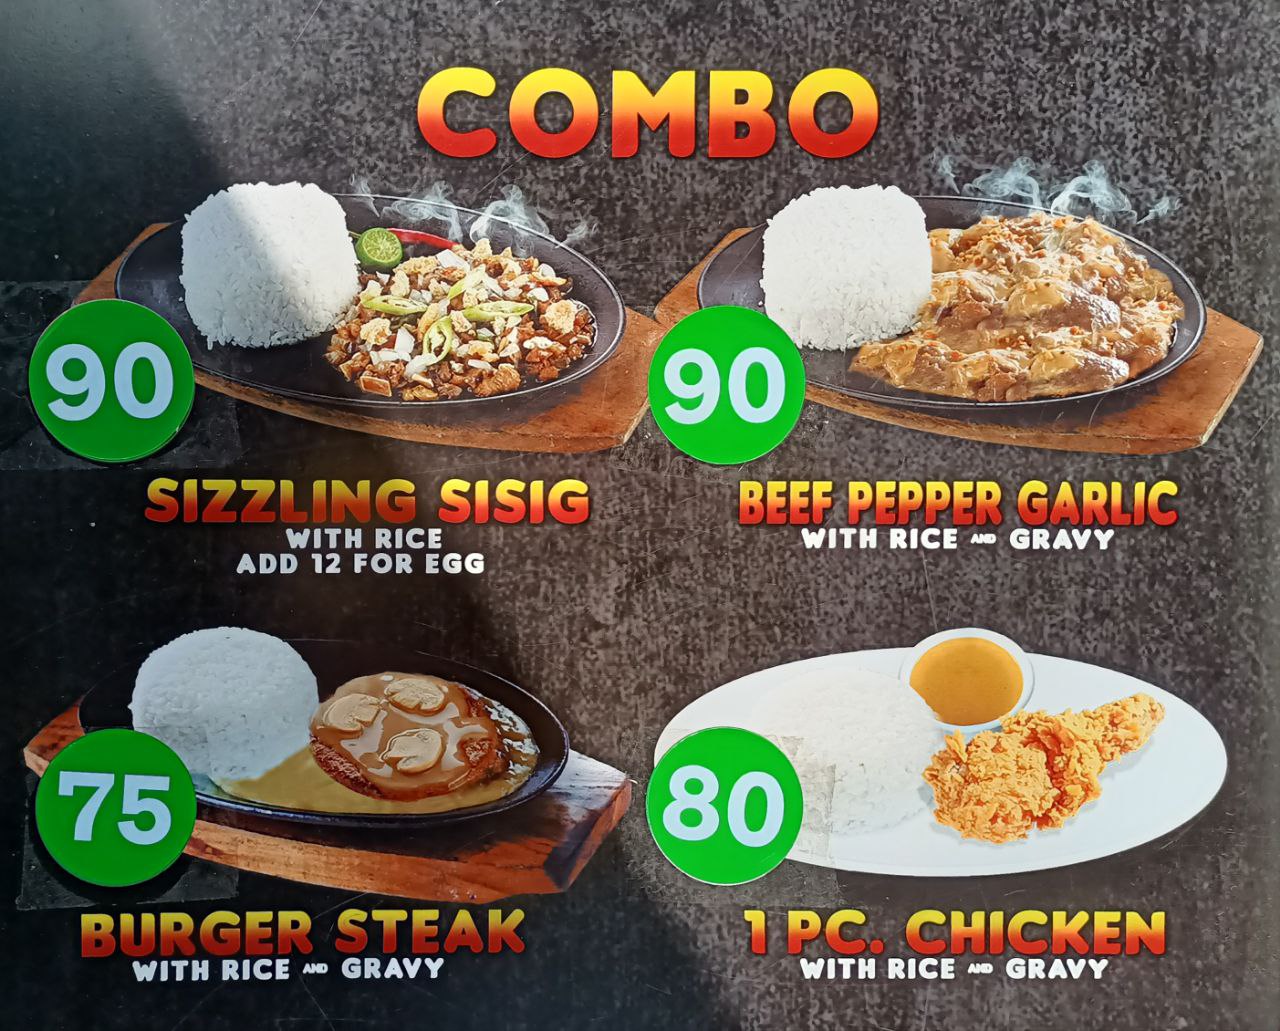 COMBO
90
90
SIZZLING SISIG
WITH RICE
ADD 12 FOR EGG
BEEF PEPPER GARLIC
WITH RICE AND GRAVY
75
80
BURGER STEAK
WITH RICE AND GRAVY
1 PC. CHICKEN
WITH RICE AND GRAVY